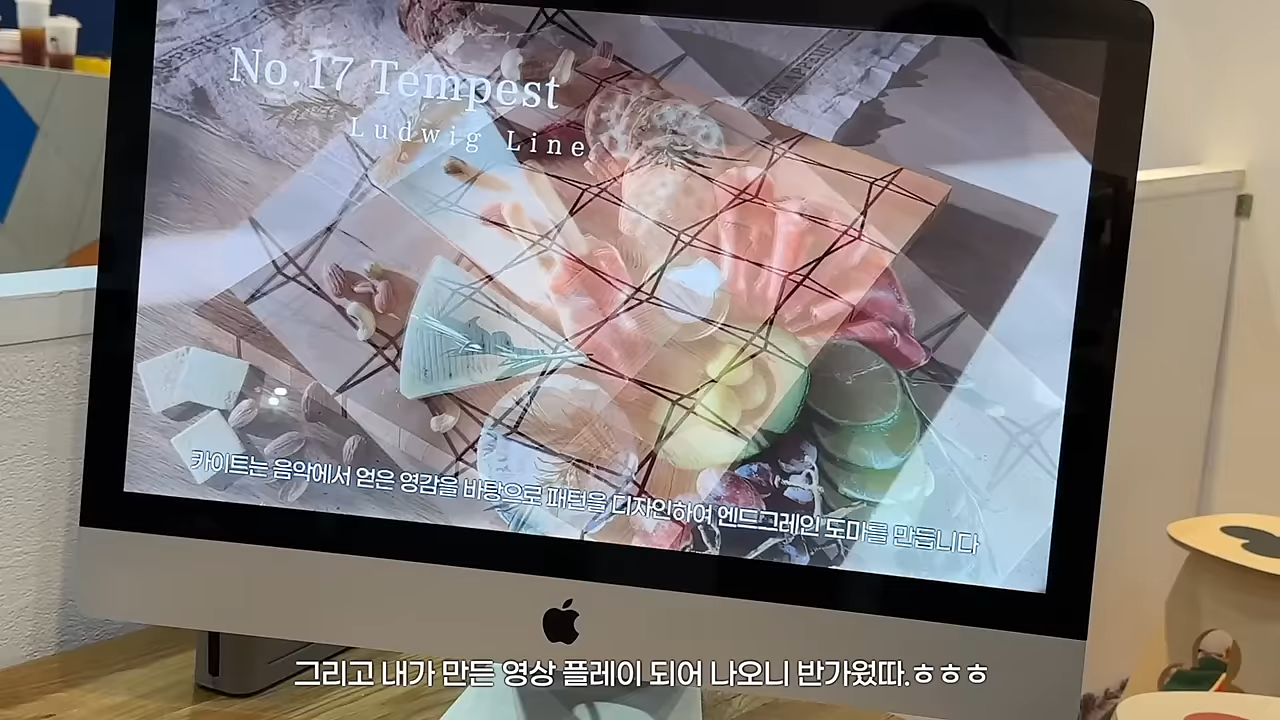 No.17 Tempest
Ludwig Line
카이트는 음악에서 얻은 영감을 바탕으로 패턴을 디자인하여 엔드그레인 도마를 만듭니다
그리고 내가 만든 영상 플레이 되어 나오니 반가웠따.ㅎㅎㅎ